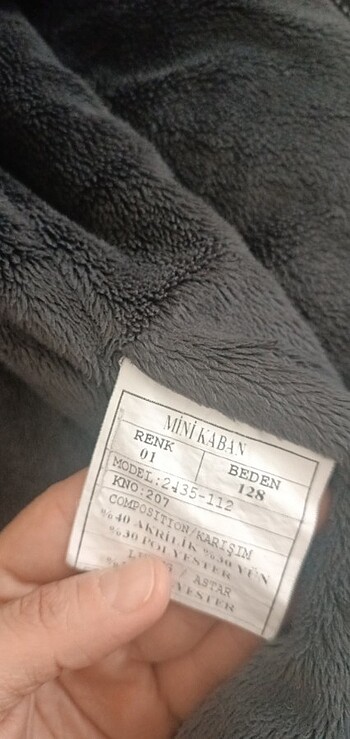 MİNİ KABAN
RENK BEDEN
01 128
MODEL:2435-112
KNO:207
COMPOSITION/KARIŞIM
%40 AKRİLİK %30 YÜN
%30 POLYESTER
/ ASTAR